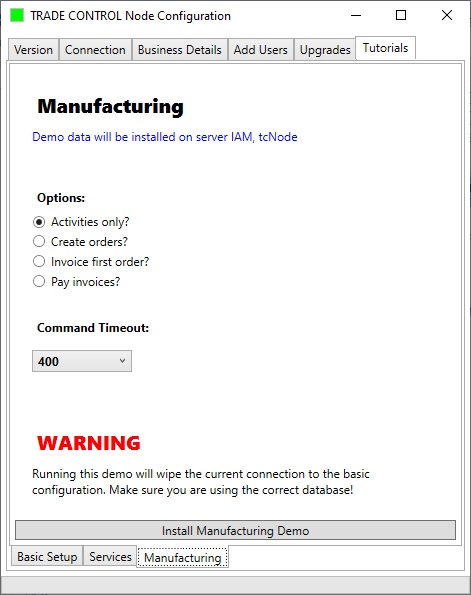 TRADE CONTROL Node Configuration
Version Connection Business Details Add Users Upgrades Tutorials
Manufacturing
Demo data will be installed on server IAM, tcNode
Options:
Activities only?
Create orders?
Invoice first order?
Pay invoices?
Command Timeout:
400
WARNING
Running this demo will wipe the current connection to the basic
configuration. Make sure you are using the correct database!
Install Manufacturing Demo
Basic Setup Services Manufacturing